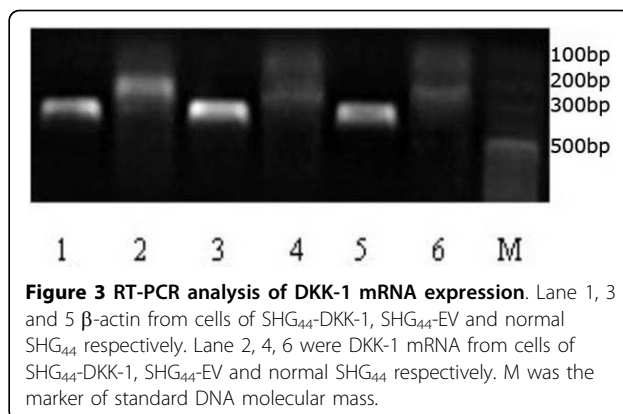 100bp
200bp
300bp
500bp
1 2 3 4 5 6 M
Figure 3 RT-PCR analysis of DKK-1 mRNA expression. Lane 1, 3
and 5 β-actin from cells of SHG₄₄-DKK-1, SHG₄₄-EV and normal
SHG₄₄ respectively. Lane 2, 4, 6 were DKK-1 mRNA from cells of
SHG₄₄-DKK-1, SHG₄₄-EV and normal SHG₄₄ respectively. M was the
marker of standard DNA molecular mass.